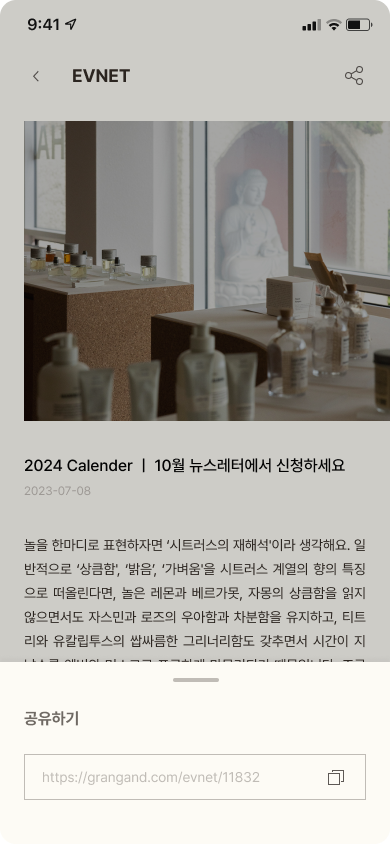 9:41
EVNET
HA
2024 Calender ㅣ 10월 뉴스레터에서 신청하세요
2023-07-08
놀을 한마디로 표현하자면 '시트러스의 재해석'이라 생각해요. 일
반적으로 '상큼함', '밝음', '가벼움'을 시트러스 계열의 향의 특징
으로 떠올린다면, 놀은 레몬과 베르가못, 자몽의 상큼함을 읽지
않으면서도 자스민과 로즈의 우아함과 차분함을 유지하고, 티트
리와 유칼립투스의 쌉싸름한 그리너리함도 갖추면서 시간이 지
공유하기
https://grangand.com/evnet/11832